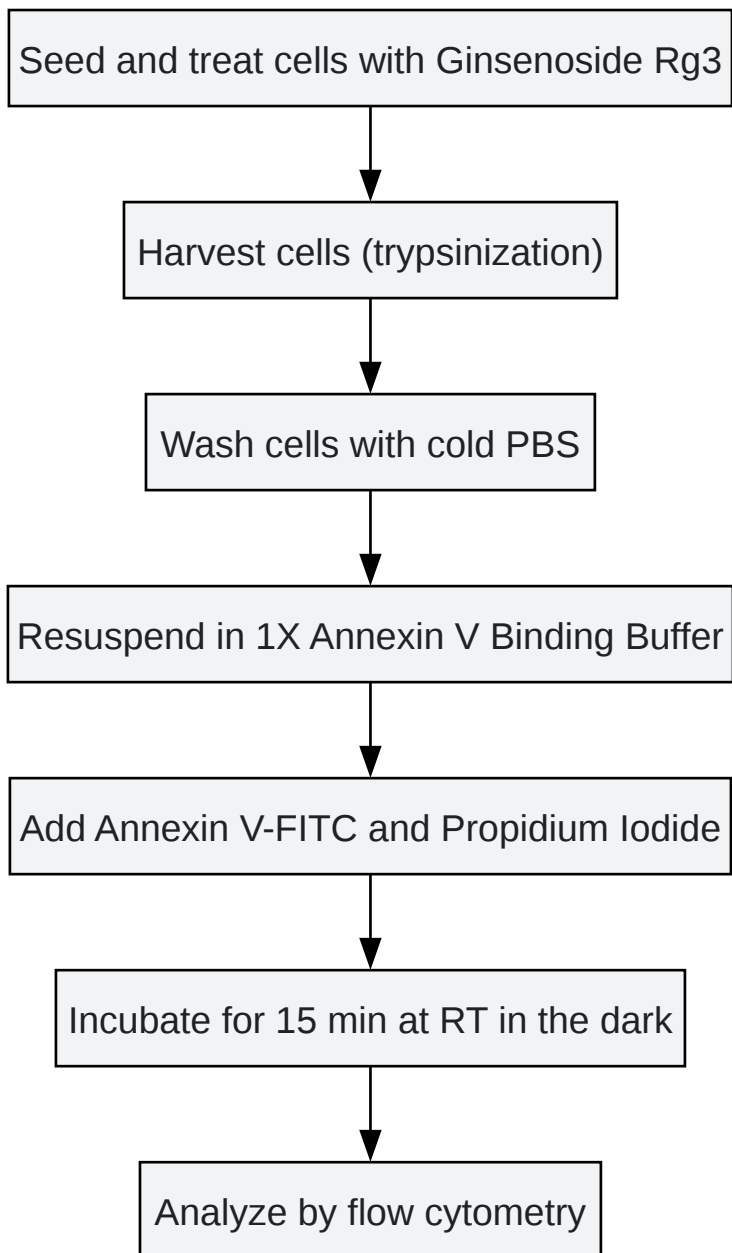 Seed and treat cells with Ginsenoside Rg3
Harvest cells (trypsinization)
Wash cells with cold PBS
Resuspend in 1X Annexin V Binding Buffer
Add Annexin V-FITC and Propidium Iodide
Incubate for 15 min at RT in the dark
Analyze by flow cytometry